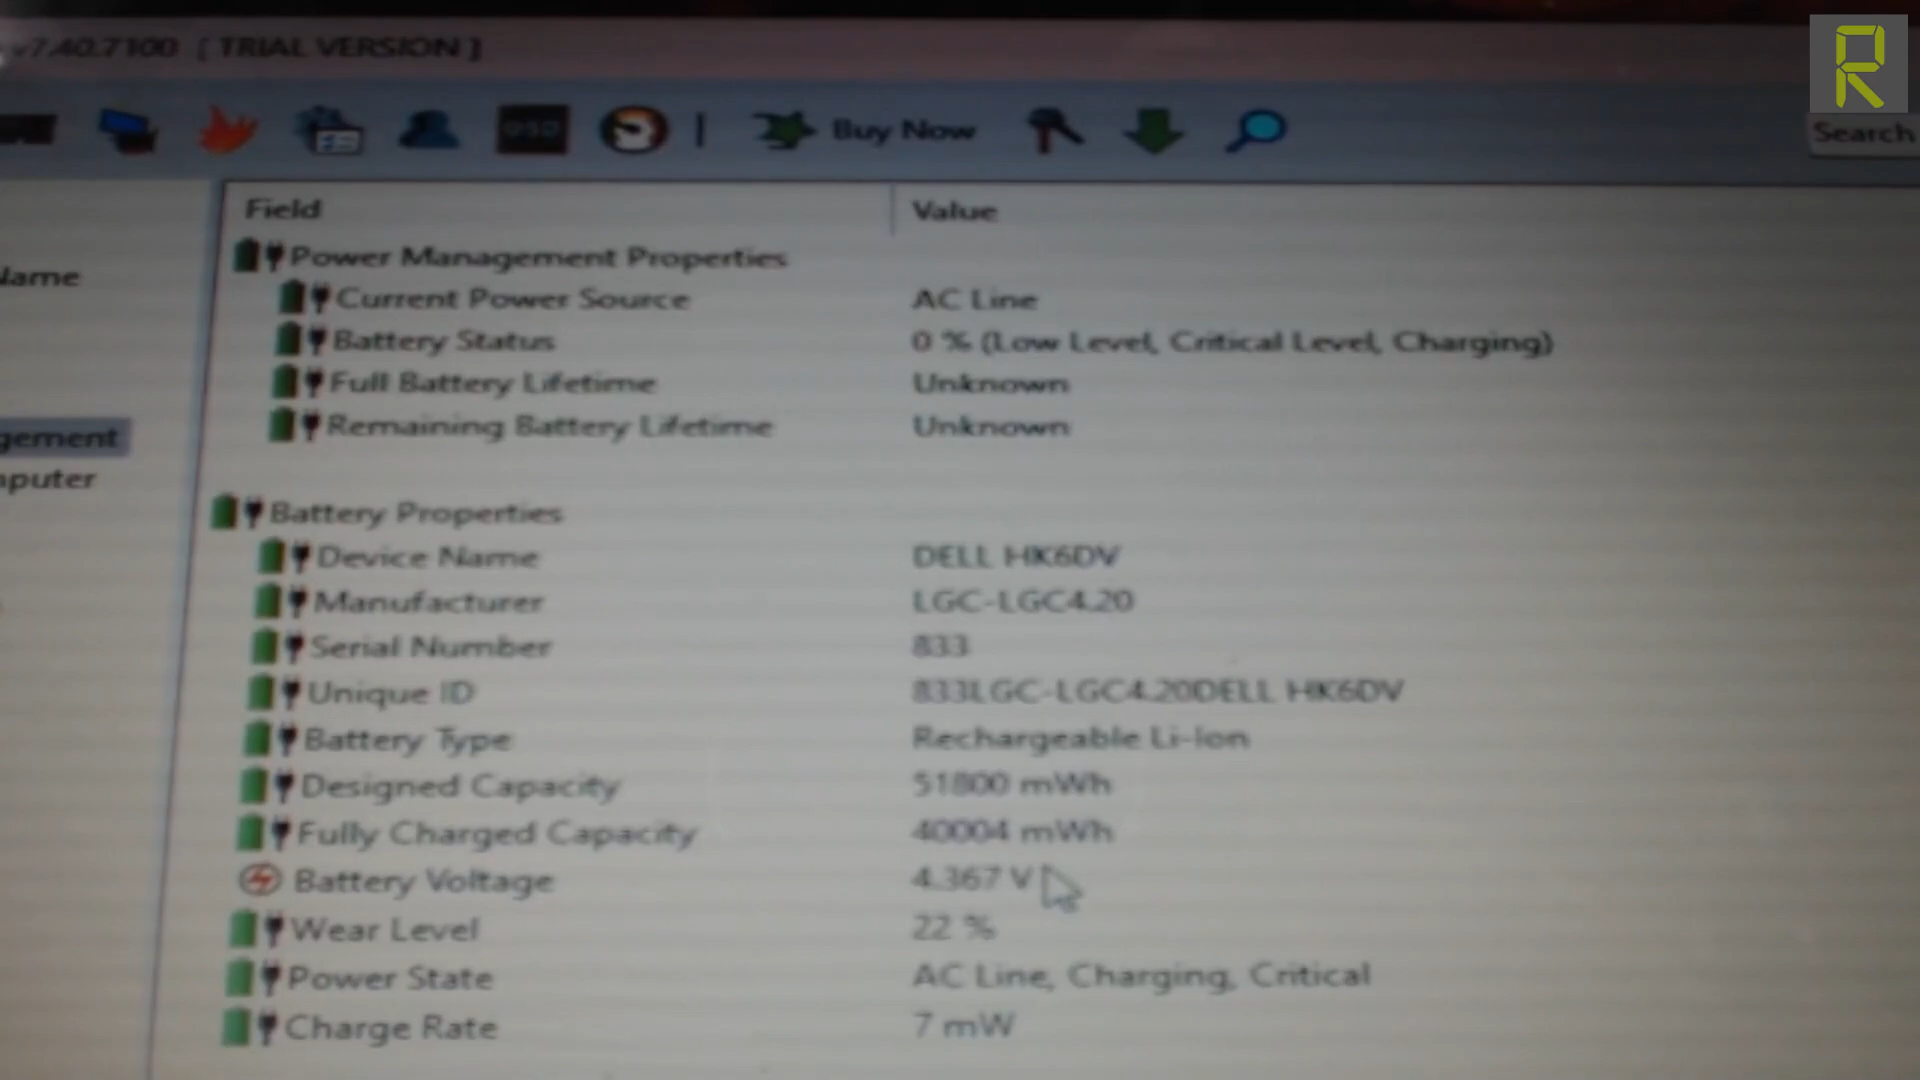 v7.40.7100 [ TRIAL VERSION ]
R
OSD
Buy Now
Search
Field Value
Power Management Properties
Current Power Source AC Line
Battery Status 0 % (Low Level, Critical Level, Charging)
Full Battery Lifetime Unknown
Remaining Battery Lifetime Unknown
gement
mputer
Battery Properties
Device Name DELL HK6DV
Manufacturer LGC-LGC4.20
Serial Number 833
Unique ID 833LGC-LGC4.20DELL HK6DV
Battery Type Rechargeable Li-Ion
Designed Capacity 51800 mWh
Fully Charged Capacity 40004 mWh
Battery Voltage 4.367 V
Wear Level 22 %
Power State AC Line, Charging, Critical
Charge Rate 7 mW